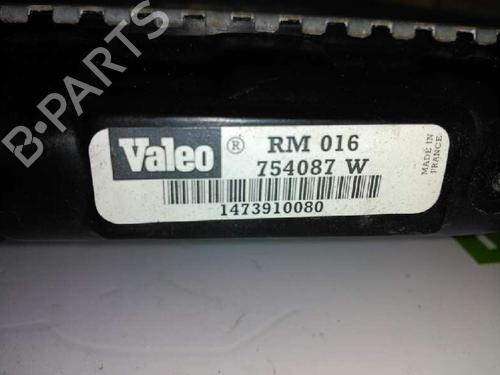 B-PARTS
Valeo ® RM 016
754087 W
1473910080
MADE IN
FRANCE